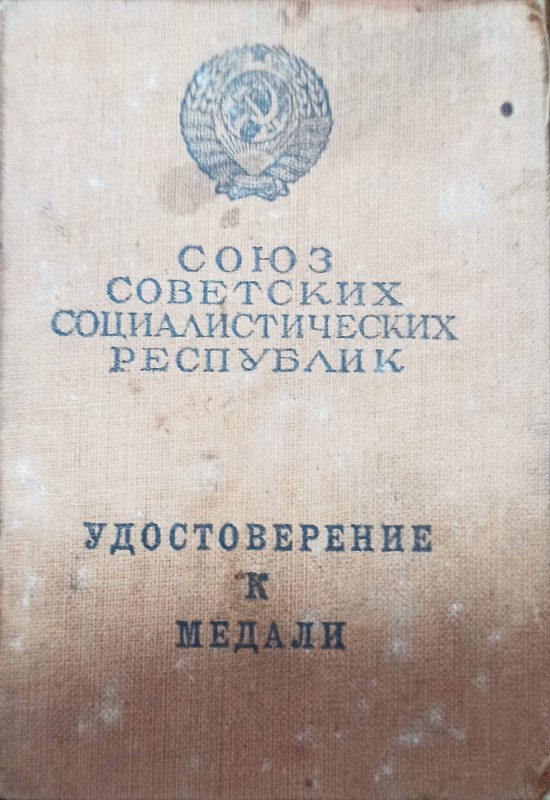 СОЮЗ
СОВЕТСКИХ
СОЦИАЛИСТИЧЕСКИХ
РЕСПУБЛИК
УДОСТОВЕРЕНИЕ
К
МЕДАЛИ